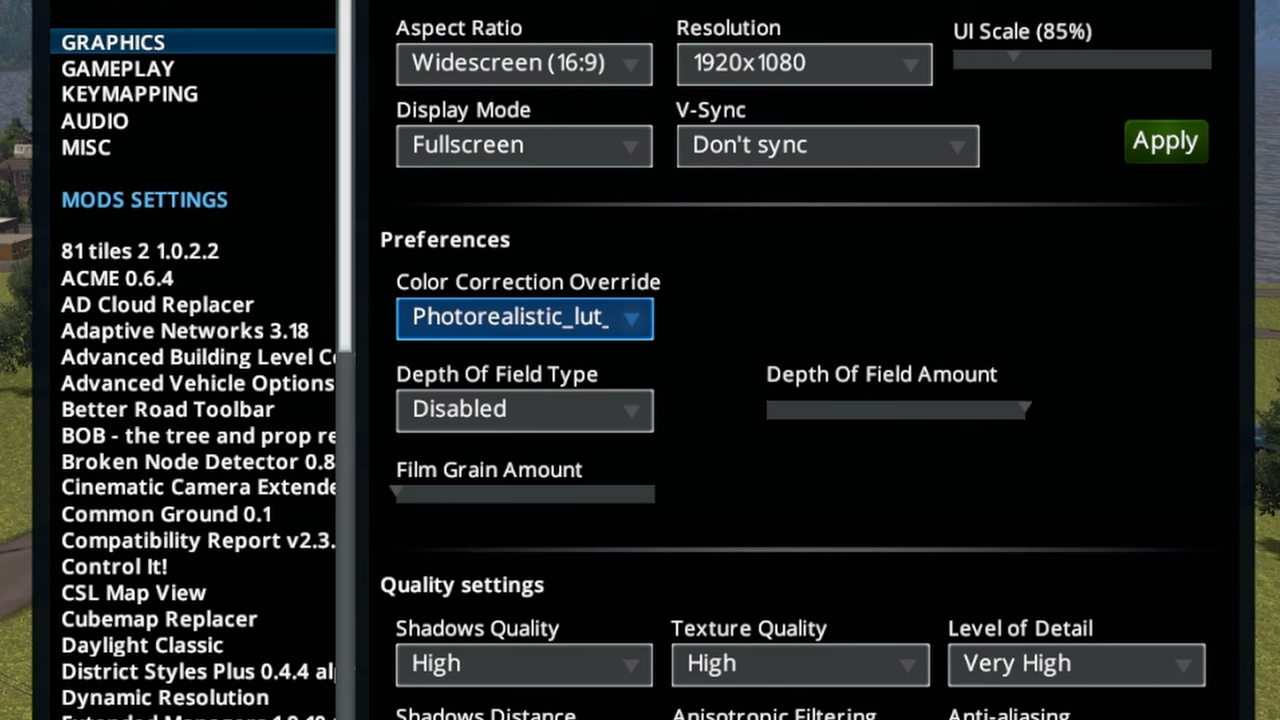 GRAPHICS
GAMEPLAY
KEYMAPPING
AUDIO
MISC
MODS SETTINGS
81 tiles 2 1.0.2.2
ACME 0.6.4
AD Cloud Replacer
Adaptive Networks 3.18
Advanced Building Level C
Advanced Vehicle Options
Better Road Toolbar
BOB - the tree and prop re
Broken Node Detector 0.8
Cinematic Camera Extende
Common Ground 0.1
Compatibility Report v2.3.
Control It!
CSL Map View
Cubemap Replacer
Daylight Classic
District Styles Plus 0.4.4 al
Dynamic Resolution
Aspect Ratio
Widescreen (16:9)
Resolution
1920x1080
UI Scale (85%)
Display Mode
Fullscreen
V-Sync
Don't sync
Apply
Preferences
Color Correction Override
Photorealistic_lut_
Depth Of Field Type
Disabled
Depth Of Field Amount
Film Grain Amount
Quality settings
Shadows Quality
High
Texture Quality
High
Level of Detail
Very High
Shadows Distance
Anisotropic Filtering
Anti-aliasing